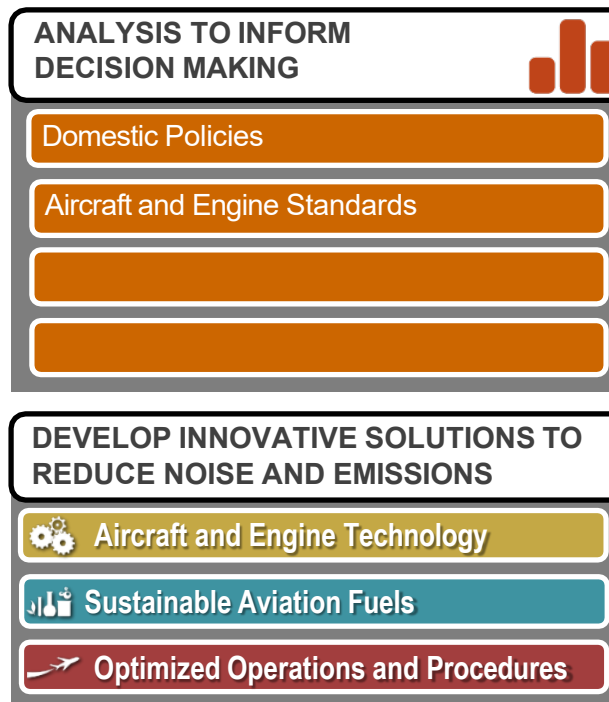 ANALYSIS TO INFORM
DECISION MAKING
Domestic Policies
Aircraft and Engine Standards
DEVELOP INNOVATIVE SOLUTIONS TO
REDUCE NOISE AND EMISSIONS
Aircraft and Engine Technology
Sustainable Aviation Fuels
Optimized Operations and Procedures